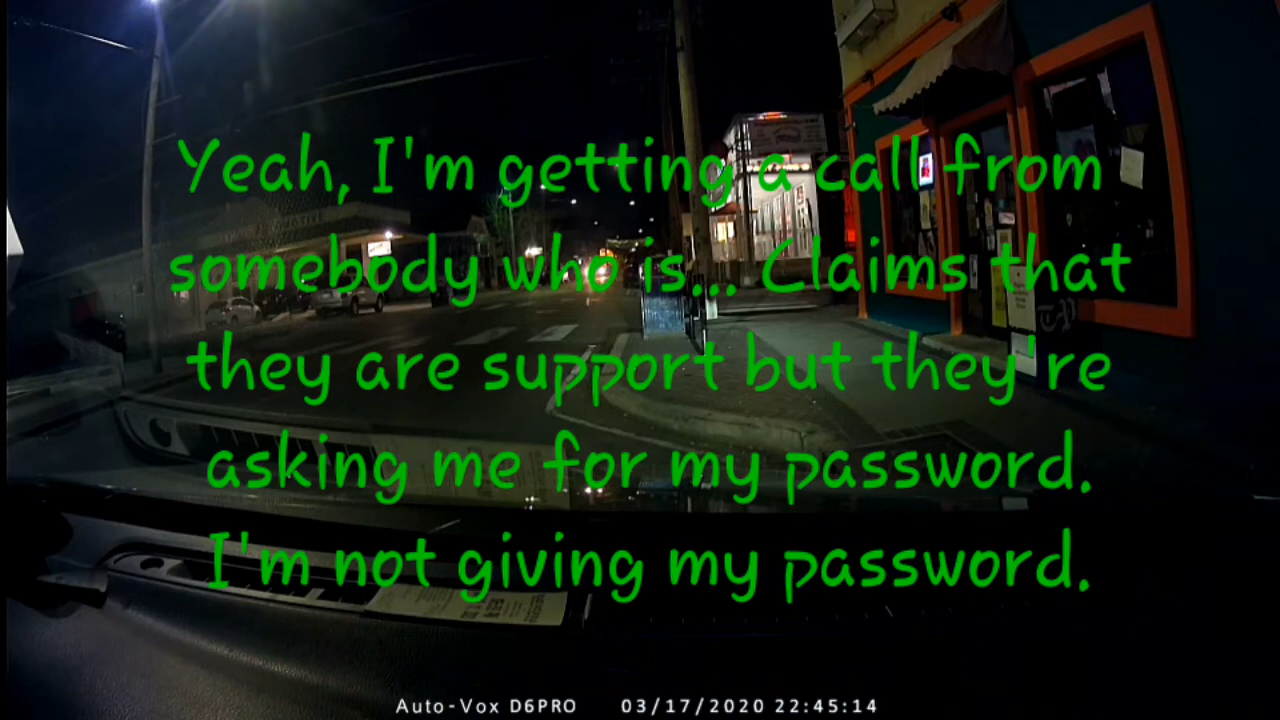 Yeah, I'm getting a call from
somebody who is... Claims that
they are support but they're
asking me for my password.
I'm not giving my password.
Auto-Vox D6PRO 03/17/2020 22:45:14